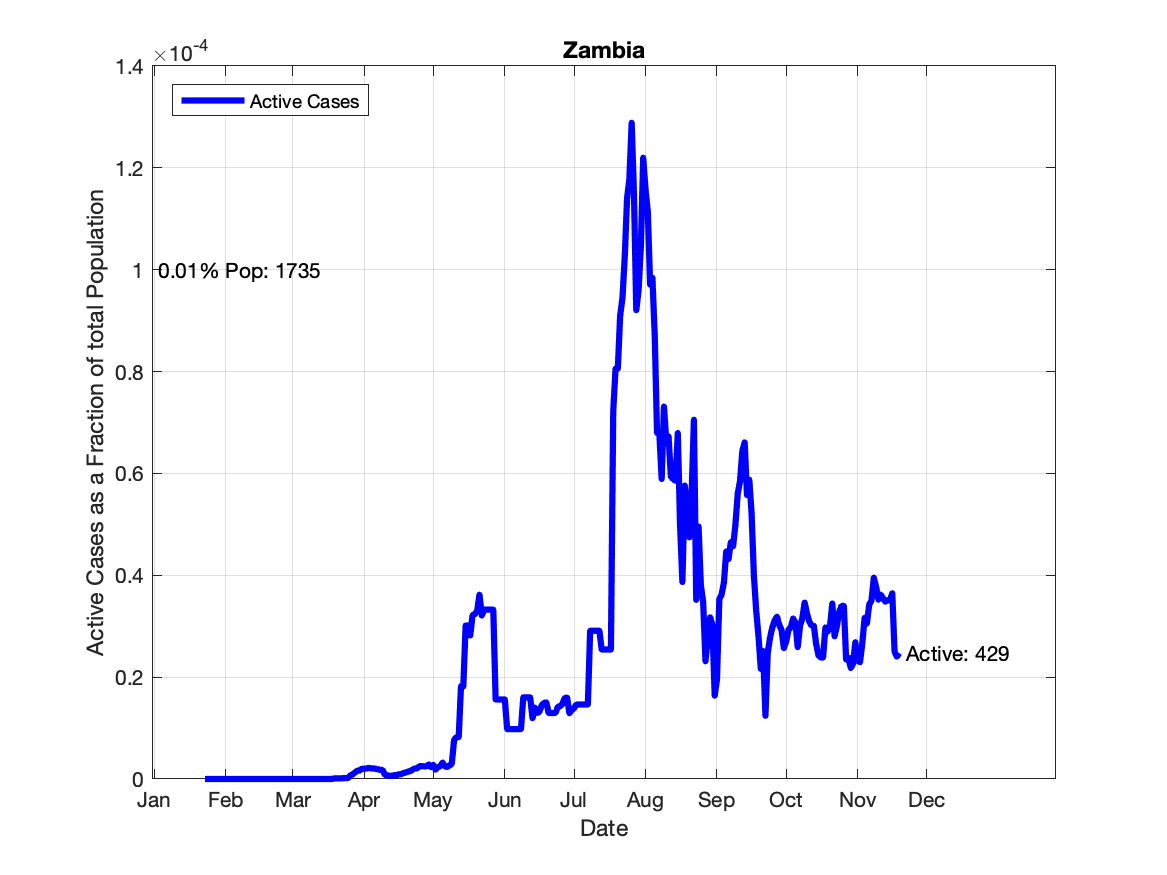 Zambia
×10-4
1.4
1.2
1
0.8
0.6
0.4
0.2
0
Active Cases
0.01% Pop: 1735
Active: 429
Active Cases as a Fraction of total Population
Jan Feb Mar Apr May Jun Jul Aug Sep Oct Nov Dec
Date